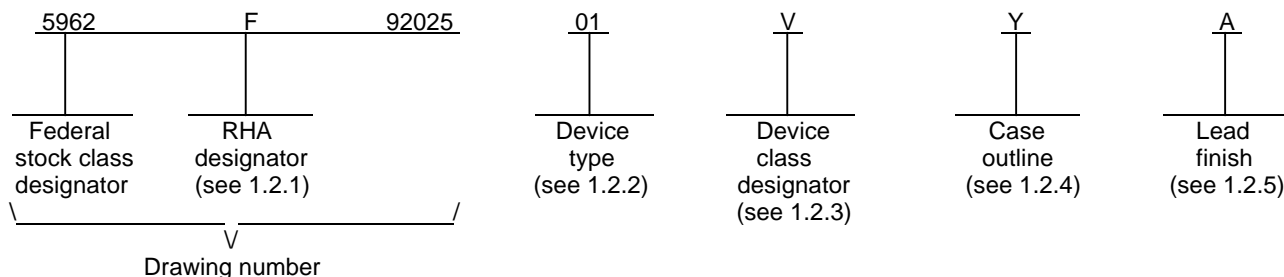 5962 F 92025 01 V Y A
Federal stock class designator
RHA designator (see 1.2.1)
Device type (see 1.2.2)
Device class designator (see 1.2.3)
Case outline (see 1.2.4)
Lead finish (see 1.2.5)
\ /
\/
Drawing number